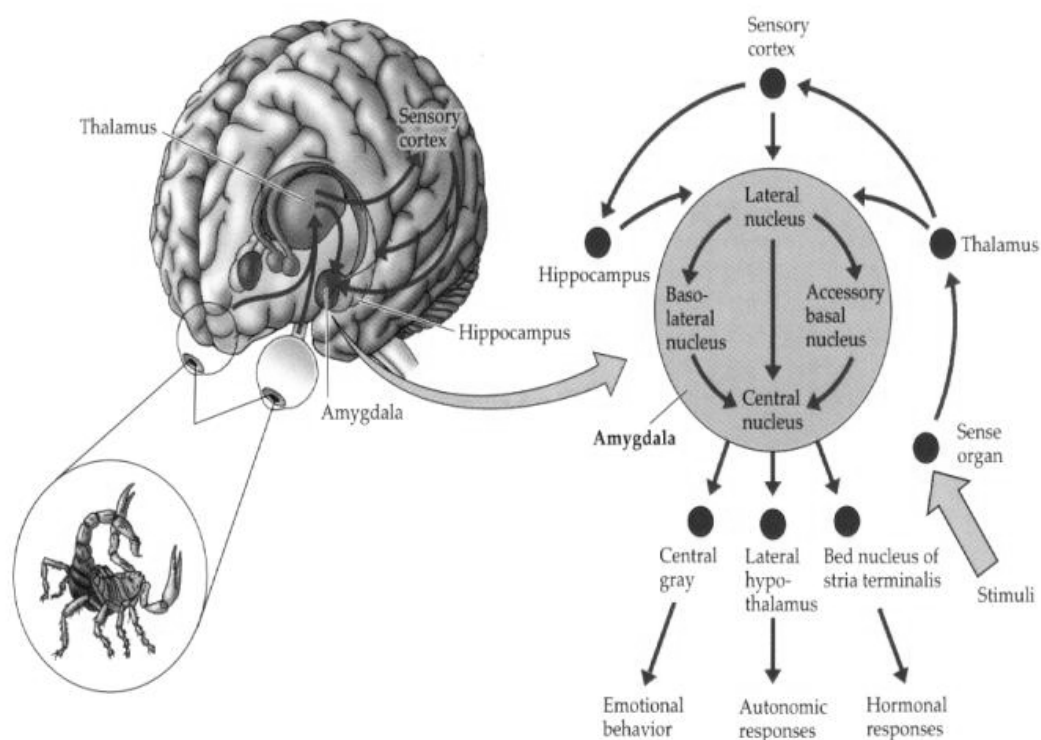 Thalamus
Sensory
cortex
Hippocampus
Amygdala
Sensory
cortex
Lateral
nucleus
Hippocampus
Thalamus
Baso-
lateral
nucleus
Accessory
basal
nucleus
Central
nucleus
Amygdala
Sense
organ
Central
gray
Lateral
hypo-
thalamus
Bed nucleus of
stria terminalis
Stimuli
Emotional
behavior
Autonomic
responses
Hormonal
responses